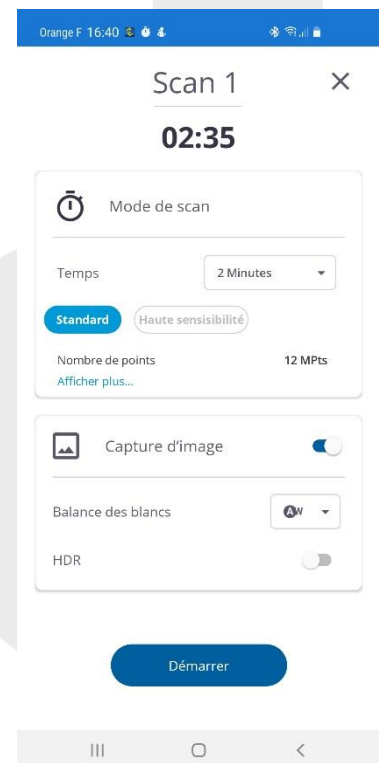 Orange F 16:40
Scan 1
02:35
Mode de scan
Temps 2 Minutes
Standard Haute sensisibilité
Nombre de points 12 MPts
Afficher plus...
Capture d'image
Balance des blancs AW
HDR
Démarrer